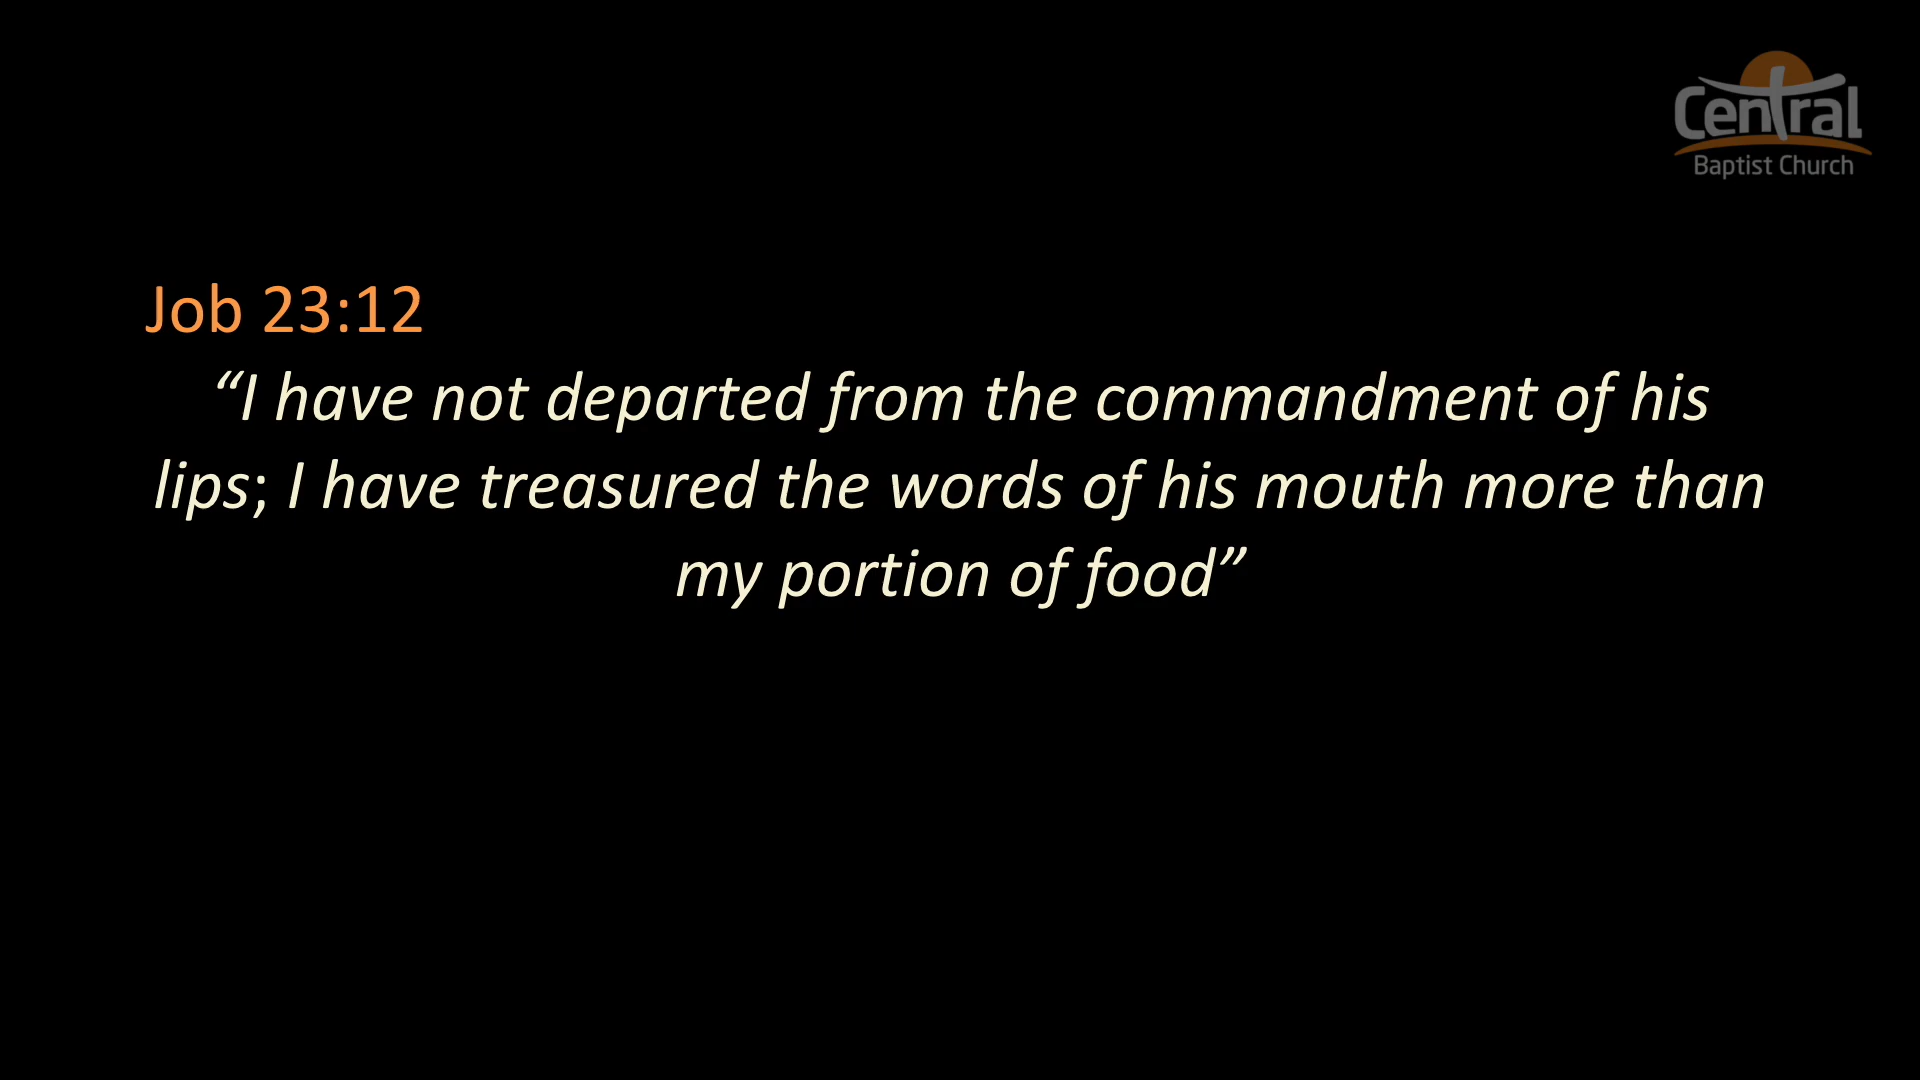 Central
Baptist Church
Job 23:12
“I have not departed from the commandment of his
lips; I have treasured the words of his mouth more than
my portion of food”